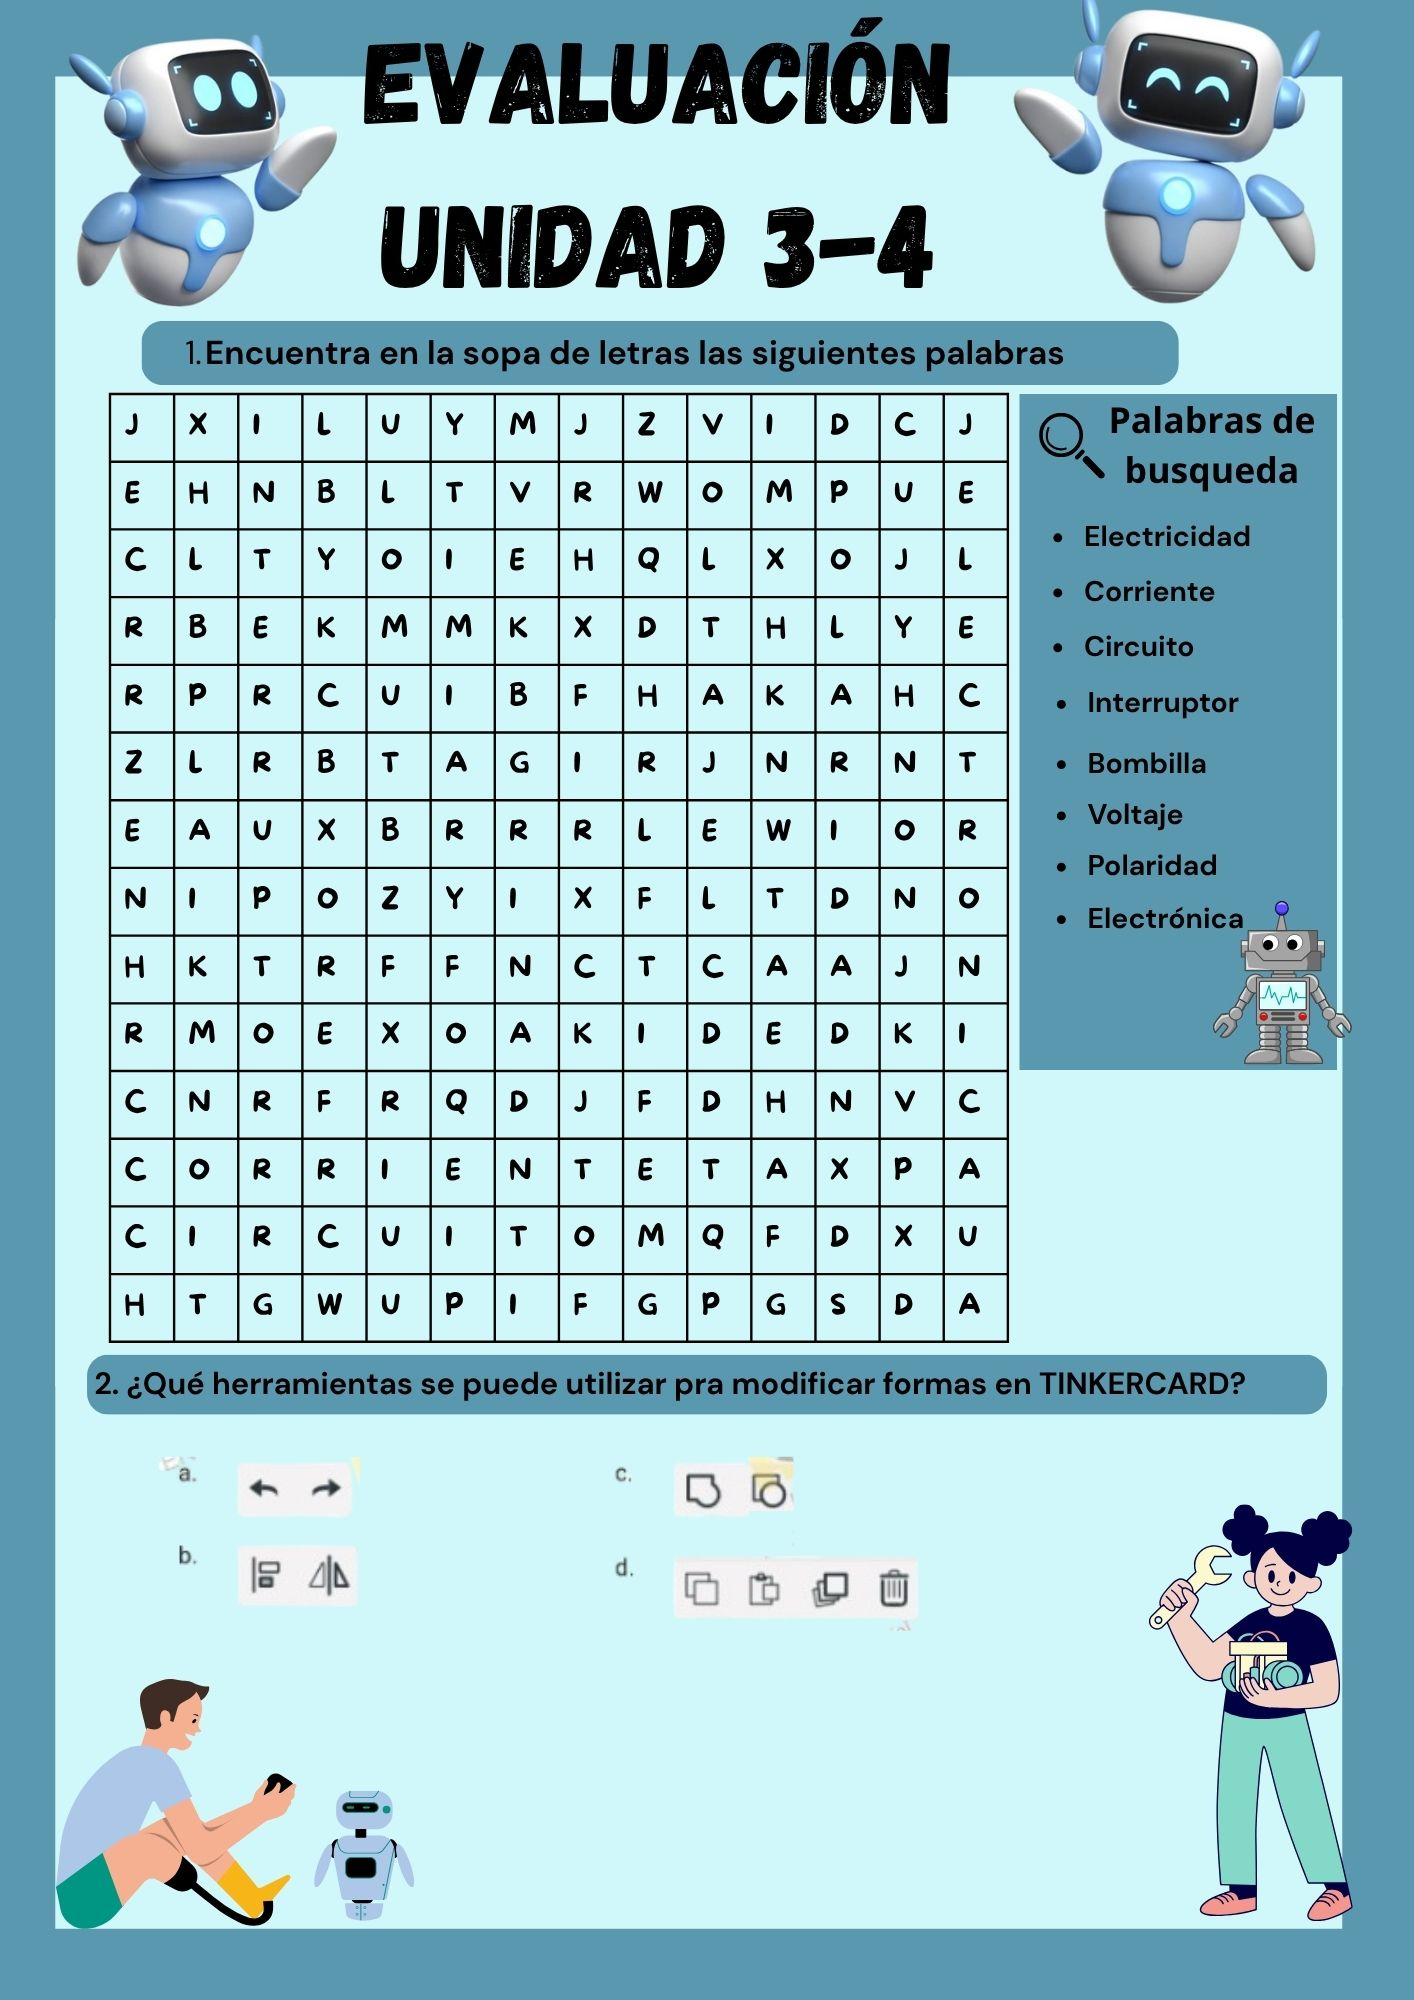 EVALUACIÓN
UNIDAD 3-4
1. Encuentra en la sopa de letras las siguientes palabras
J X I L U Y M J Z V I D C J
E H N B L T V R W O M P U E
C L T Y O I E H Q L X O J L
R B E K M M K X D T H L Y E
R P R C U I B F H A K A H C
Z L R B T A G I R J N R N T
E A U X B R R R L E W I O R
N I P O Z Y I X F L T D N O
H K T R F F N C T C A A J N
R M O E X O A K I D E D K I
C N R F R Q D J F D H N V C
C O R R I E N T E T A X P A
C I R C U I T O M Q F D X U
H T G W U P I F G P G S D A
Palabras de
busqueda
• Electricidad
• Corriente
• Circuito
• Interruptor
• Bombilla
• Voltaje
• Polaridad
• Electrónica
2. ¿Qué herramientas se puede utilizar pra modificar formas en TINKERCARD?
a.
c.
b.
d.